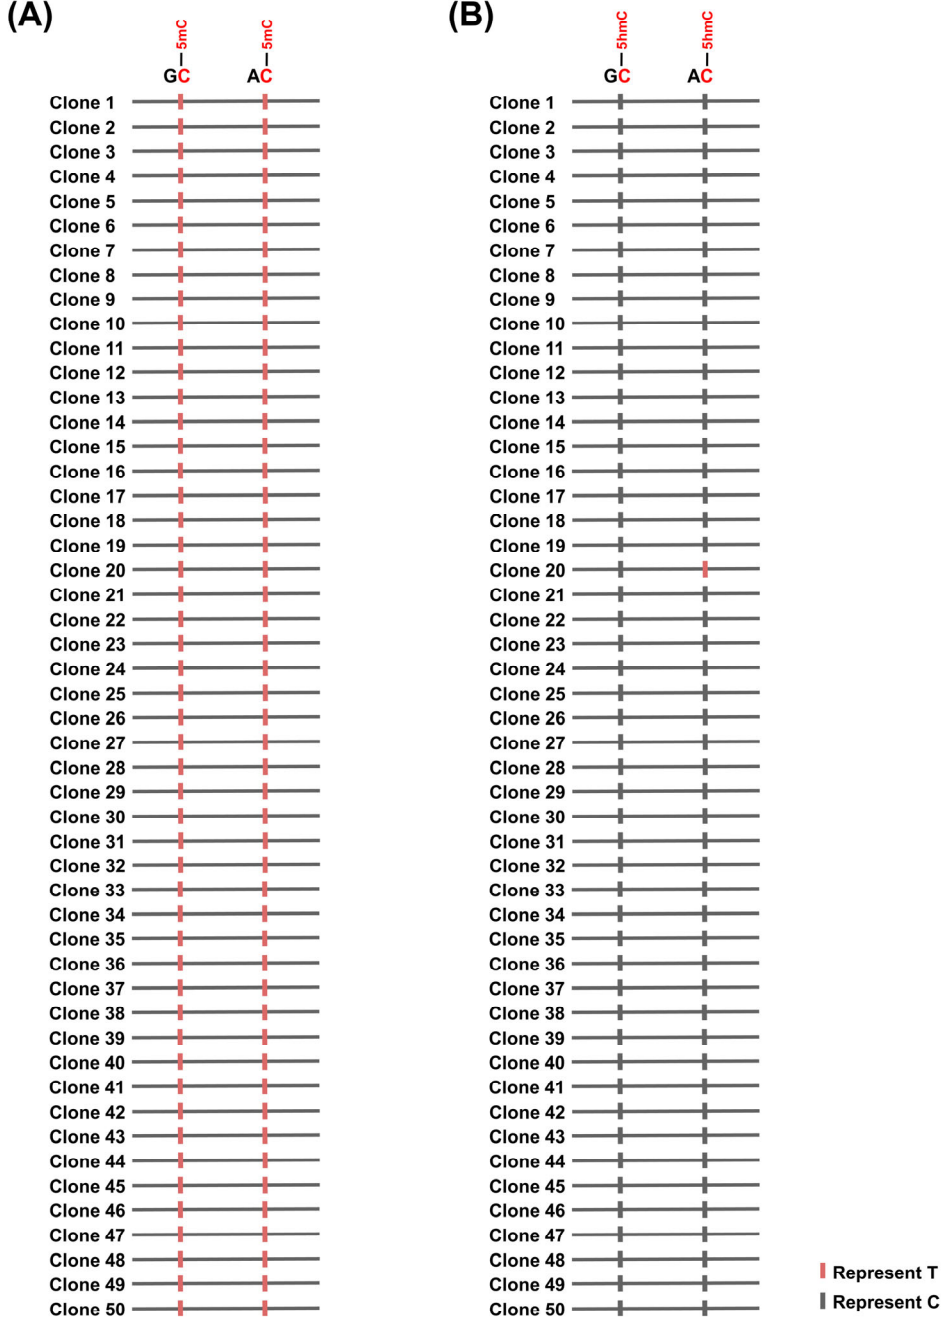 (A)
5mC 5mC
GC AC
Clone 1
Clone 2
Clone 3
Clone 4
Clone 5
Clone 6
Clone 7
Clone 8
Clone 9
Clone 10
Clone 11
Clone 12
Clone 13
Clone 14
Clone 15
Clone 16
Clone 17
Clone 18
Clone 19
Clone 20
Clone 21
Clone 22
Clone 23
Clone 24
Clone 25
Clone 26
Clone 27
Clone 28
Clone 29
Clone 30
Clone 31
Clone 32
Clone 33
Clone 34
Clone 35
Clone 36
Clone 37
Clone 38
Clone 39
Clone 40
Clone 41
Clone 42
Clone 43
Clone 44
Clone 45
Clone 46
Clone 47
Clone 48
Clone 49
Clone 50
(B)
5hmC 5hmC
GC AC
Clone 1
Clone 2
Clone 3
Clone 4
Clone 5
Clone 6
Clone 7
Clone 8
Clone 9
Clone 10
Clone 11
Clone 12
Clone 13
Clone 14
Clone 15
Clone 16
Clone 17
Clone 18
Clone 19
Clone 20
Clone 21
Clone 22
Clone 23
Clone 24
Clone 25
Clone 26
Clone 27
Clone 28
Clone 29
Clone 30
Clone 31
Clone 32
Clone 33
Clone 34
Clone 35
Clone 36
Clone 37
Clone 38
Clone 39
Clone 40
Clone 41
Clone 42
Clone 43
Clone 44
Clone 45
Clone 46
Clone 47
Clone 48
Clone 49
Clone 50
Represent T
Represent C